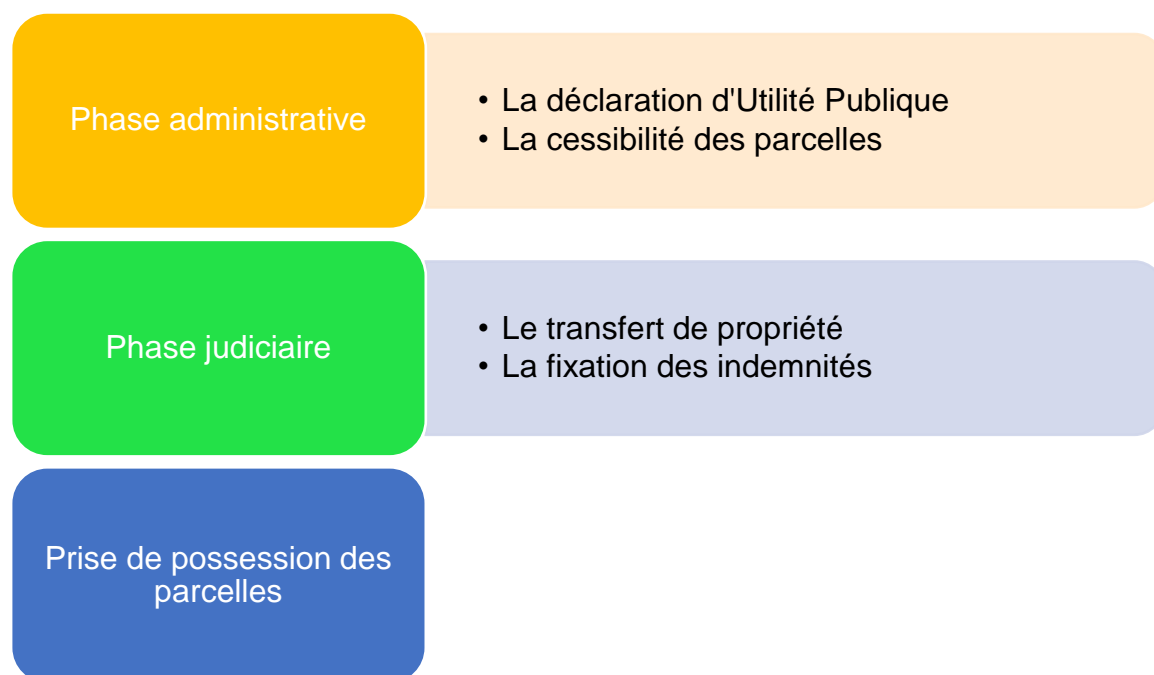 Phase administrative
• La déclaration d'Utilité Publique
• La cessibilité des parcelles
Phase judiciaire
• Le transfert de propriété
• La fixation des indemnités
Prise de possession des
parcelles